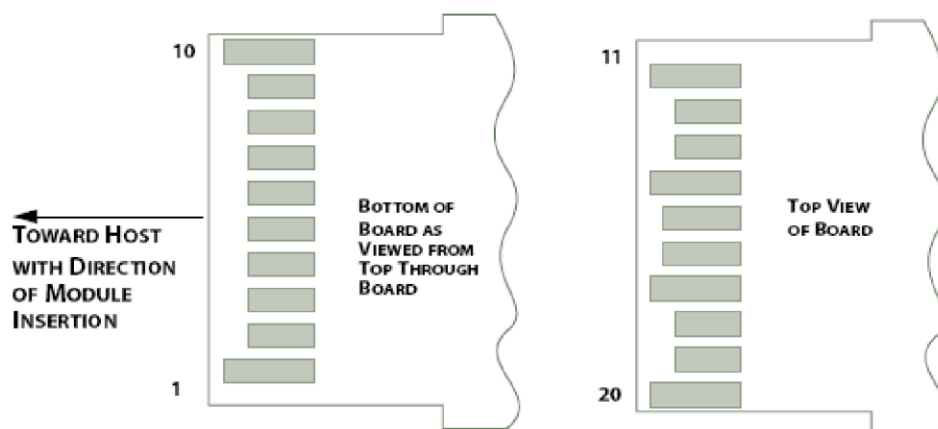 10
BOTTOM OF
BOARD AS
VIEWED FROM
TOP THROUGH
BOARD
TOWARD HOST
WITH DIRECTION
OF MODULE
INSERTION
1
11
TOP VIEW
OF BOARD
20